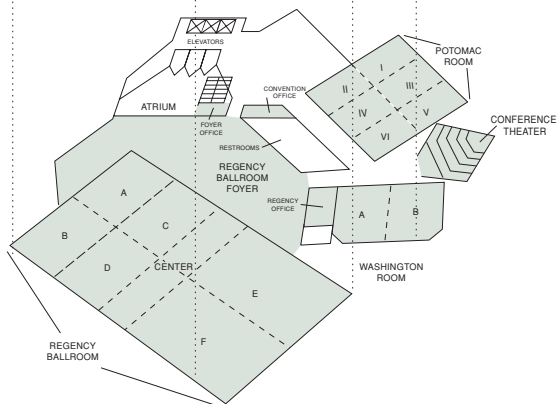 ELEVATORS
POTOMAC
ROOM
I
II
III
IV
V
VI
CONVENTION
OFFICE
ATRIUM
FOYER
OFFICE
CONFERENCE
THEATER
RESTROOMS
REGENCY
BALLROOM
FOYER
REGENCY
OFFICE
A
B
WASHINGTON
ROOM
A
B
C
D
CENTER
E
F
REGENCY
BALLROOM